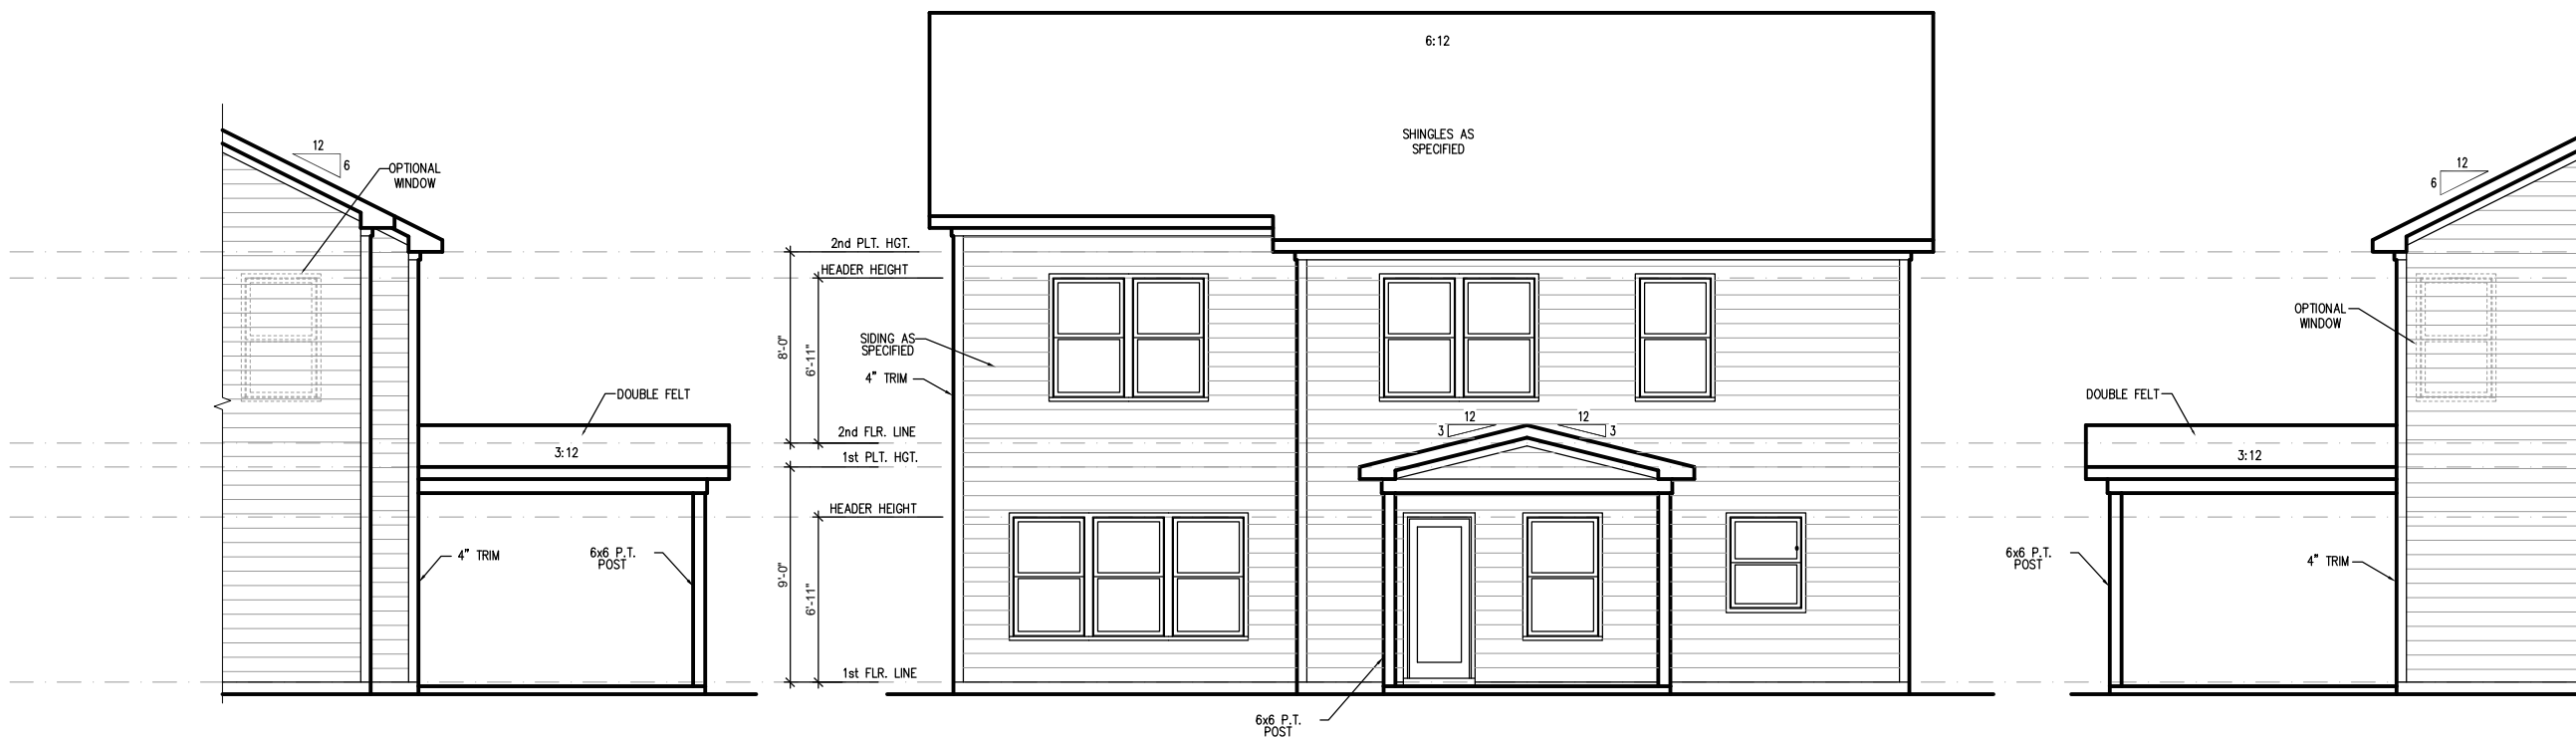 12
6
OPTIONAL
WINDOW
DOUBLE FELT
3:12
4" TRIM
6x6 P.T.
POST
6:12
SHINGLES AS
SPECIFIED
2nd PLT. HGT.
HEADER HEIGHT
8'-0"
6'-11"
SIDING AS
SPECIFIED
4" TRIM
2nd FLR. LINE
1st PLT. HGT.
HEADER HEIGHT
9'-0"
6'-11"
1st FLR. LINE
12
3
12
3
6x6 P.T.
POST
12
6
OPTIONAL
WINDOW
DOUBLE FELT
3:12
6x6 P.T.
POST
4" TRIM